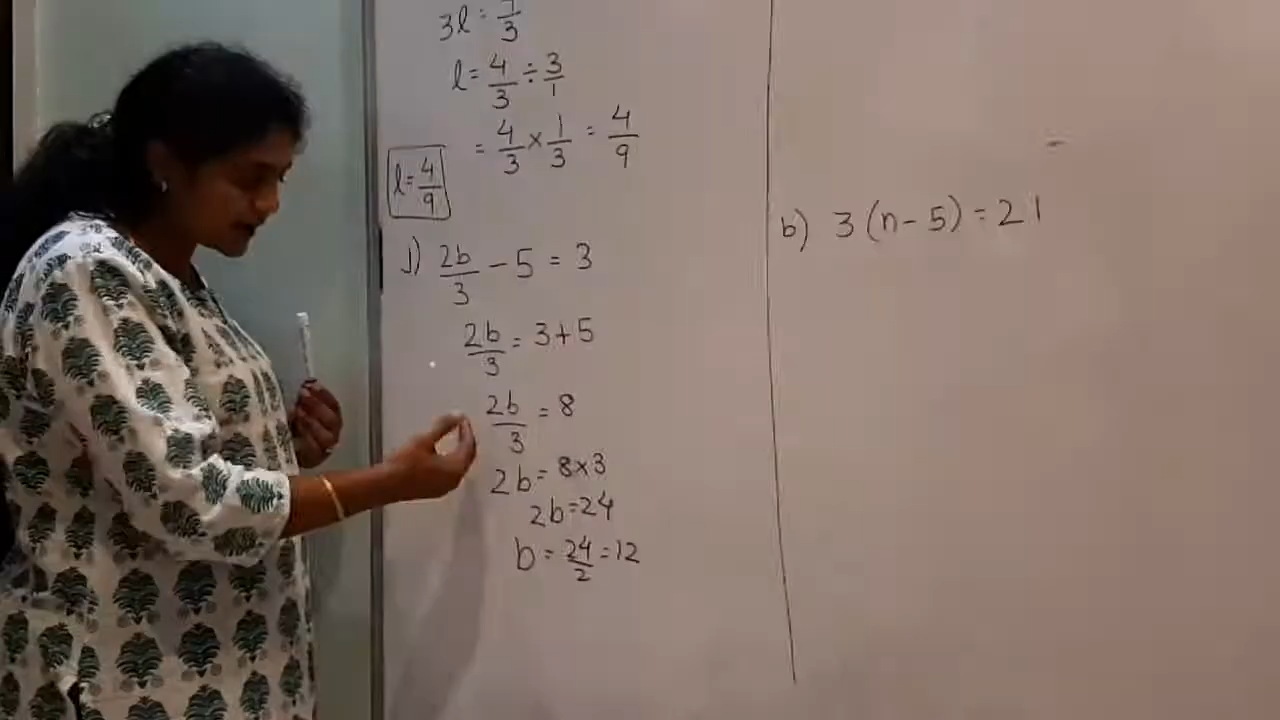 3l = 4/3
l = 4/3 ÷ 3/1
= 4/3 × 1/3 = 4/9
l = 4/9
j) 2b/3 - 5 = 3
2b/3 = 3 + 5
2b/3 = 8
2b = 8×3
2b = 24
b = 24/2 = 12
b) 3(n - 5) = 21